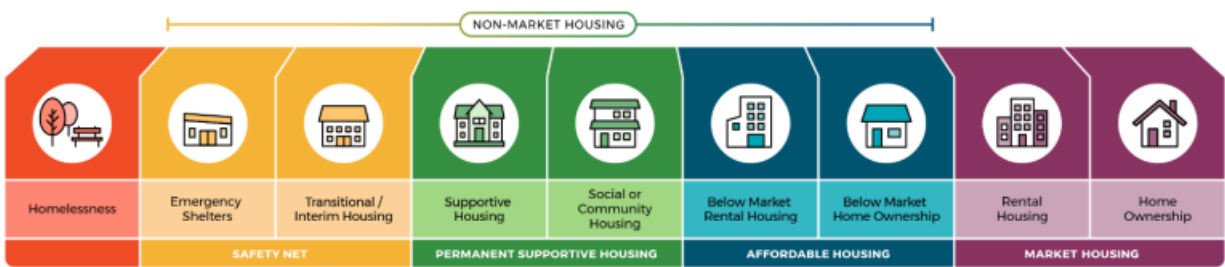 NON-MARKET HOUSING
Homelessness
Emergency
Shelters
Transitional /
Interim Housing
Supportive
Housing
Social or
Community
Housing
Below Market
Rental Housing
Below Market
Home Ownership
Rental
Housing
Home
Ownership
SAFETY NET
PERMANENT SUPPORTIVE HOUSING
AFFORDABLE HOUSING
MARKET HOUSING